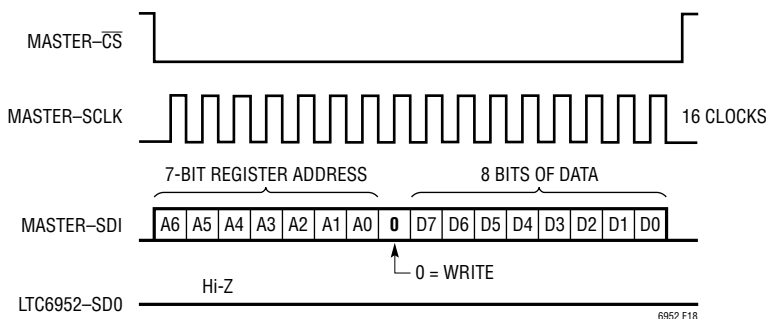 MASTER–C̅S̅
MASTER–SCLK
16 CLOCKS
7-BIT REGISTER ADDRESS
8 BITS OF DATA
MASTER–SDI
A6 A5 A4 A3 A2 A1 A0 0 D7 D6 D5 D4 D3 D2 D1 D0
0 = WRITE
Hi-Z
LTC6952–SD0
6952 F18